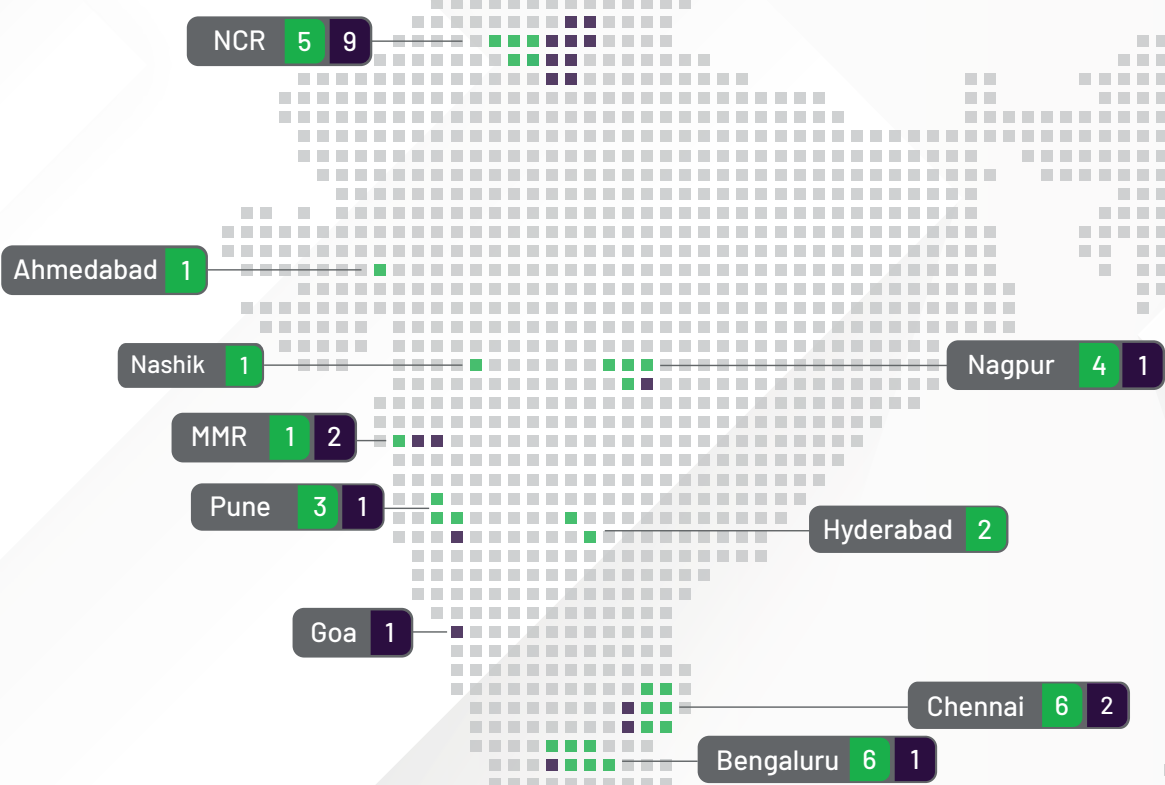 NCR 5 9
Ahmedabad 1
Nashik 1
Nagpur 4 1
MMR 1 2
Pune 3 1
Hyderabad 2
Goa 1
Chennai 6 2
Bengaluru 6 1